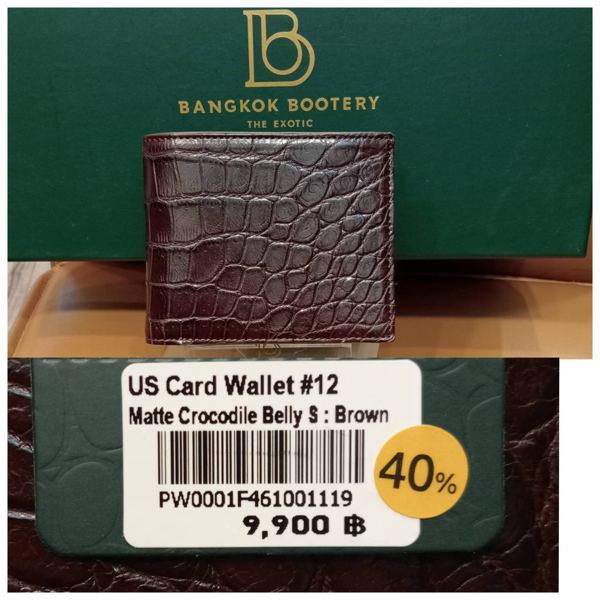 B
BANGKOK BOOTERY
THE EXOTIC
US Card Wallet #12
Matte Crocodile Belly S : Brown
PW0001F461001119
9,900 ฿
40%